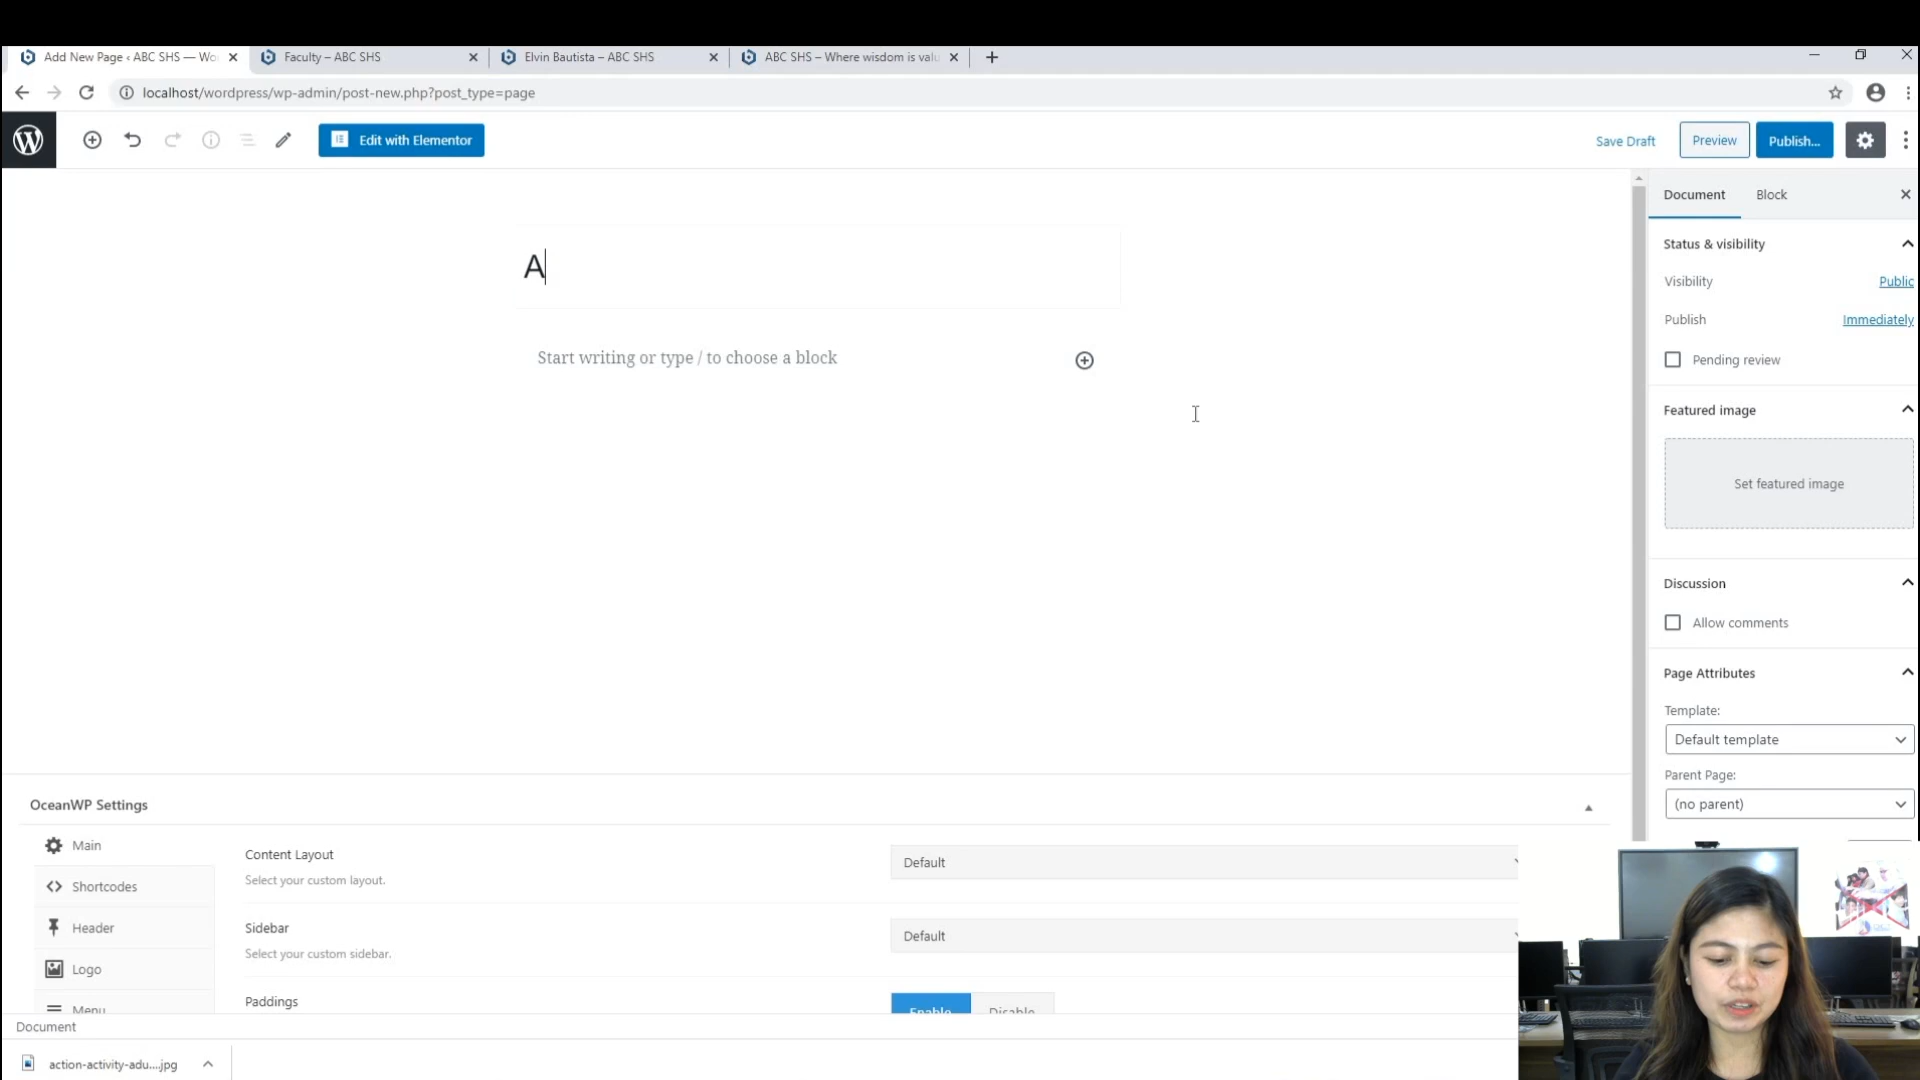 Add New Page ‹ ABC SHS — Wo
Faculty – ABC SHS
Elvin Bautista – ABC SHS
ABC SHS – Where wisdom is valu
localhost/wordpress/wp-admin/post-new.php?post_type=page
Edit with Elementor
Save Draft
Preview
Publish...
Document
Block
Status & visibility
Visibility
Public
Publish
Immediately
Pending review
Featured image
Set featured image
Discussion
Allow comments
Page Attributes
Template:
Default template
Parent Page:
(no parent)
A
Start writing or type / to choose a block
OceanWP Settings
Main
Shortcodes
Header
Logo
Menu
Content Layout
Select your custom layout.
Default
Sidebar
Select your custom sidebar.
Default
Paddings
Enable
Disable
Document
action-activity-adu....jpg